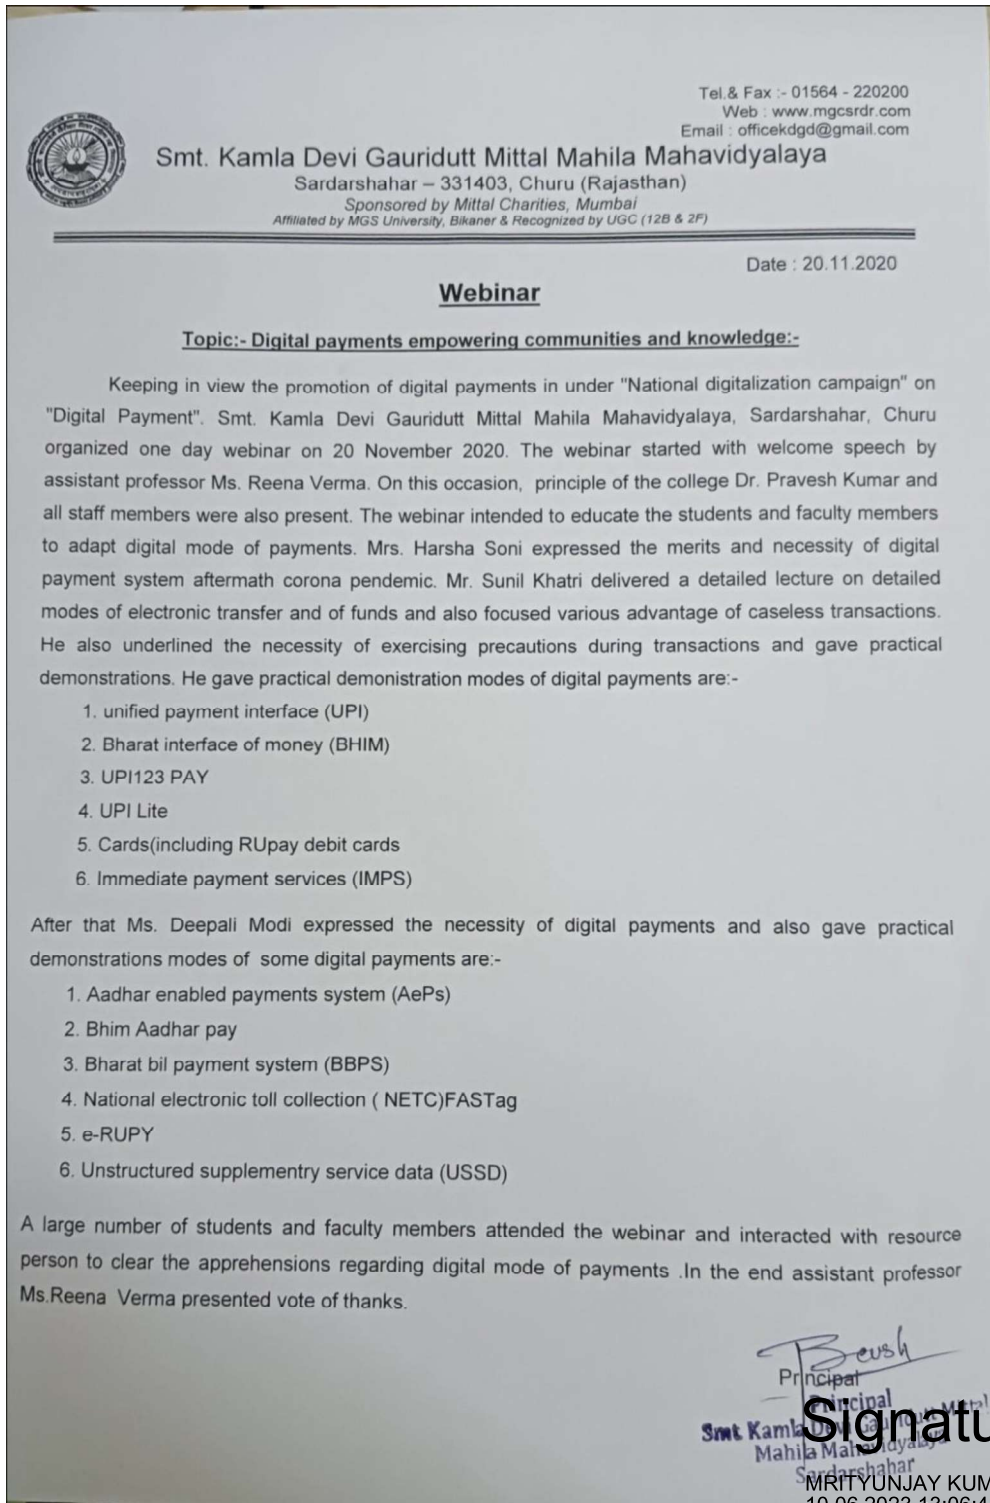 Tel.& Fax :- 01564 - 220200
Web : www.mgcsrdr.com
Email : officekdgd@gmail.com
Smt. Kamla Devi Gauridutt Mittal Mahila Mahavidyalaya
Sardarshahar – 331403, Churu (Rajasthan)
Sponsored by Mittal Charities, Mumbai
Affiliated by MGS University, Bikaner & Recognized by UGC (12B & 2F)
Date : 20.11.2020
Webinar
Topic:- Digital payments empowering communities and knowledge:-
Keeping in view the promotion of digital payments in under "National digitalization campaign" on
"Digital Payment". Smt. Kamla Devi Gauridutt Mittal Mahila Mahavidyalaya, Sardarshahar, Churu
organized one day webinar on 20 November 2020. The webinar started with welcome speech by
assistant professor Ms. Reena Verma. On this occasion, principle of the college Dr. Pravesh Kumar and
all staff members were also present. The webinar intended to educate the students and faculty members
to adapt digital mode of payments. Mrs. Harsha Soni expressed the merits and necessity of digital
payment system aftermath corona pendemic. Mr. Sunil Khatri delivered a detailed lecture on detailed
modes of electronic transfer and of funds and also focused various advantage of caseless transactions.
He also underlined the necessity of exercising precautions during transactions and gave practical
demonstrations. He gave practical demonistration modes of digital payments are:-
1. unified payment interface (UPI)
2. Bharat interface of money (BHIM)
3. UPI123 PAY
4. UPI Lite
5. Cards(including RUpay debit cards
6. Immediate payment services (IMPS)
After that Ms. Deepali Modi expressed the necessity of digital payments and also gave practical
demonstrations modes of some digital payments are:-
1. Aadhar enabled payments system (AePs)
2. Bhim Aadhar pay
3. Bharat bil payment system (BBPS)
4. National electronic toll collection ( NETC)FASTag
5. e-RUPY
6. Unstructured supplementry service data (USSD)
A large number of students and faculty members attended the webinar and interacted with resource
person to clear the apprehensions regarding digital mode of payments .In the end assistant professor
Ms.Reena Verma presented vote of thanks.
Principal
Principal
Smt Kamla Devi Gauridutt Mittal
Mahila Mahavidyalaya
Sardarshahar
Signatu
MRITYUNJAY KUM